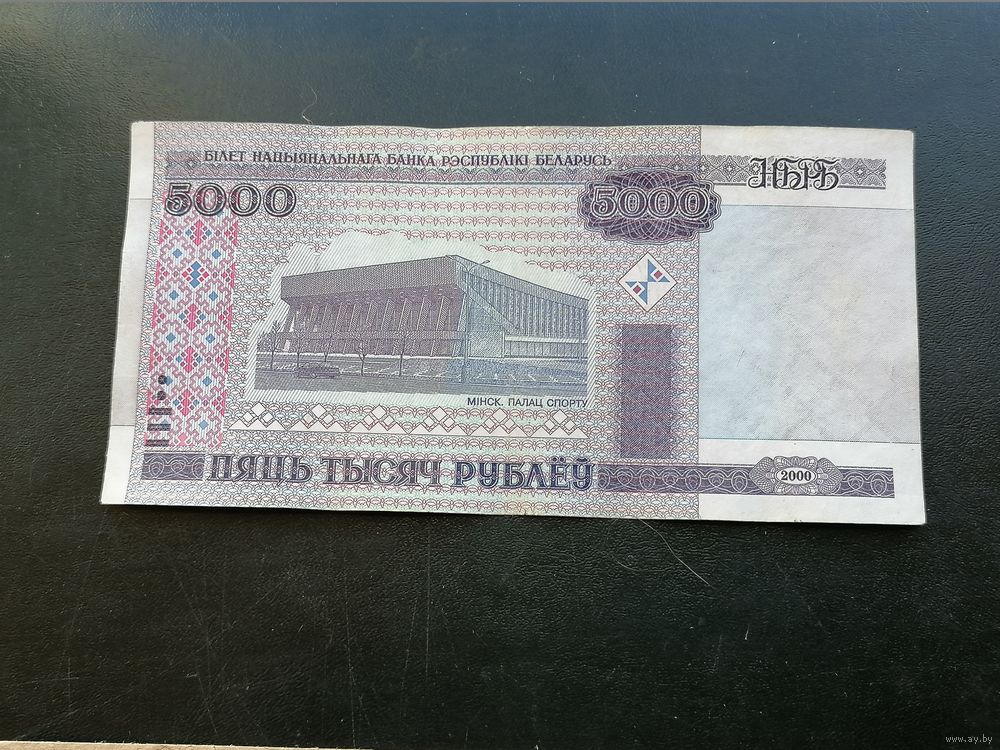 БІЛЕТ НАЦЫЯНАЛЬНАГА БАНКА РЭСПУБЛІКІ БЕЛАРУСЬ
НБРБ
5000
5000
МІНСК. ПАЛАЦ СПОРТУ
ПЯЦЬ ТЫСЯЧ РУБЛЁЎ
2000
www.ay.by